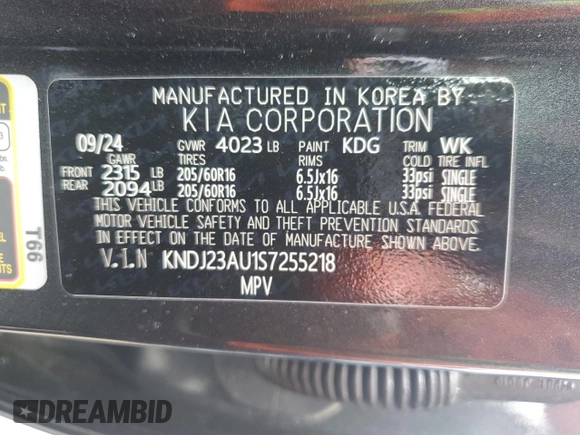 MANUFACTURED IN KOREA BY
KIA CORPORATION
09/24 GVWR 4023 LB PAINT KDG TRIM WK
GAWR TIRES RIMS COLD TIRE INFL
FRONT 2315 LB 205/60R16 6.5Jx16 33psi SINGLE
REAR 2094 LB 205/60R16 6.5Jx16 33psi SINGLE
THIS VEHICLE CONFORMS TO ALL APPLICABLE U.S.A. FEDERAL
MOTOR VEHICLE SAFETY AND THEFT PREVENTION STANDARDS
IN EFFECT ON THE DATE OF MANUFACTURE SHOWN ABOVE.
V.I.N KNDJ23AU1S7255218
MPV
T66
DREAMBID